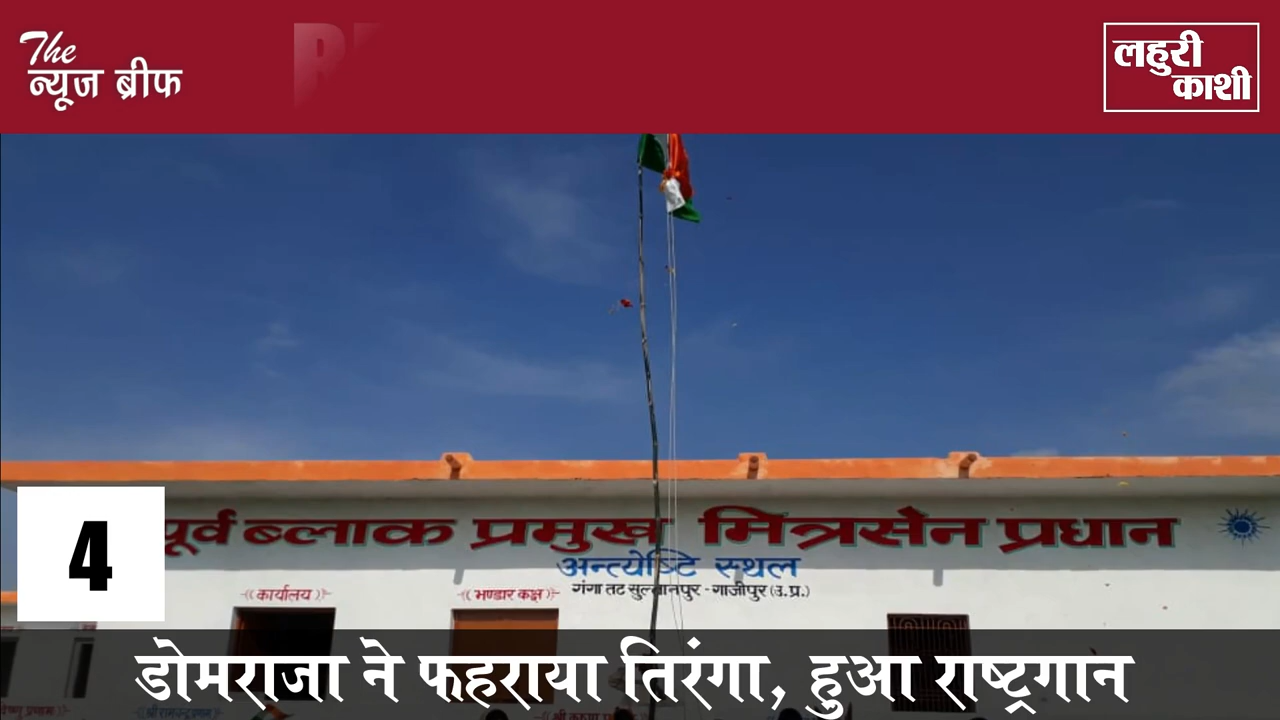 The
न्यूज ब्रीफ
लहुरी
काशी
पूर्व ब्लाक प्रमुख मित्रसेन प्रधान
अन्त्येष्टि स्थल
गंगा तट सुल्तानपुर - गाजीपुर (उ.प्र.)
कार्यालय
भण्डार कक्ष
4
डोमराजा ने फहराया तिरंगा, हुआ राष्ट्रगान